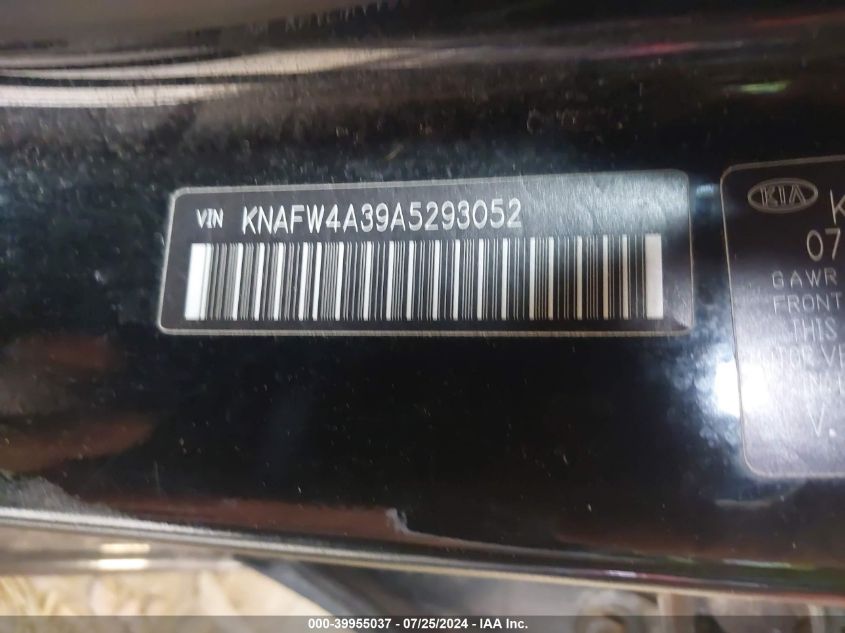 VIN KNAFW4A39A5293052
KIA
K
07
GAWR
FRONT
THIS
V.
000-39955037 - 07/25/2024 - IAA Inc.